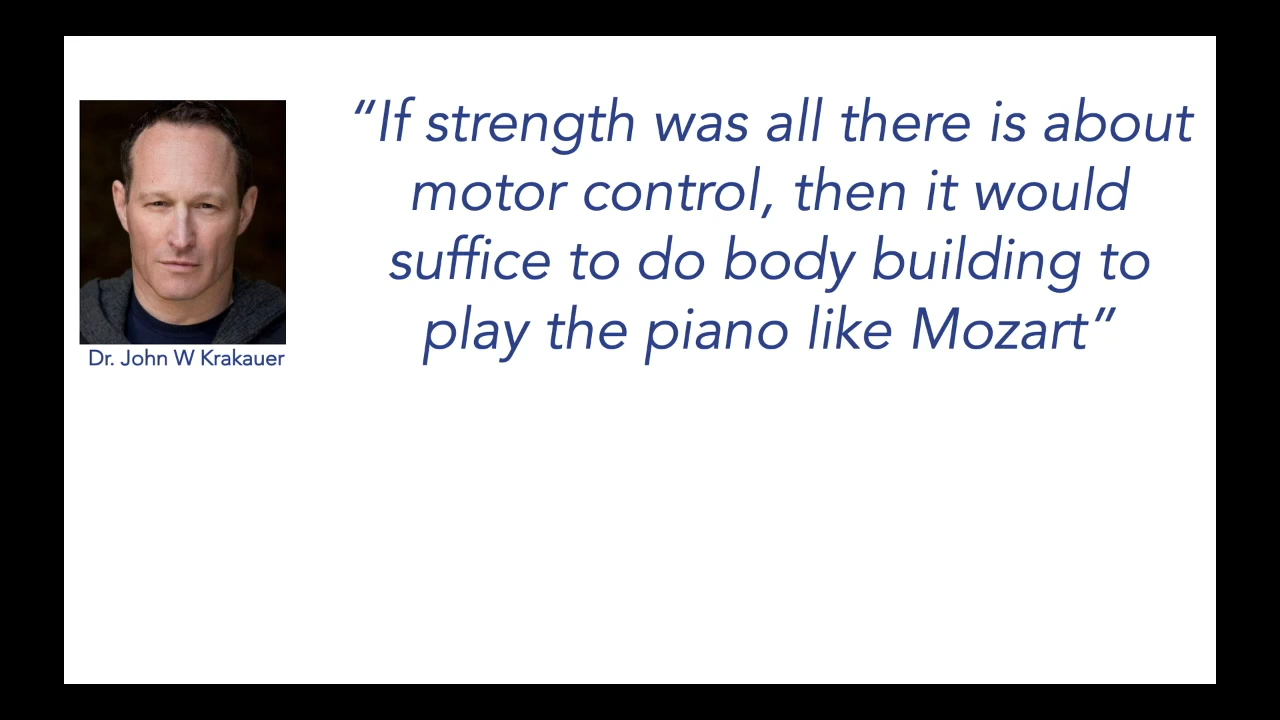 “If strength was all there is about
motor control, then it would
suffice to do body building to
play the piano like Mozart”
Dr. John W Krakauer